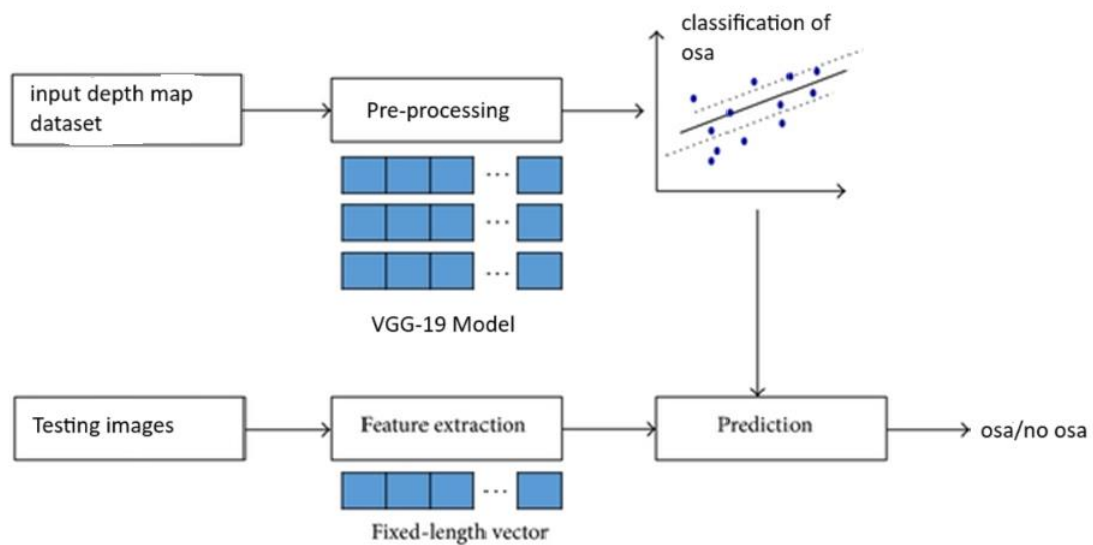 input depth map
dataset
Pre-processing
classification of
osa
...
...
...
VGG-19 Model
Testing images
Feature extraction
Prediction
osa/no osa
...
Fixed-length vector